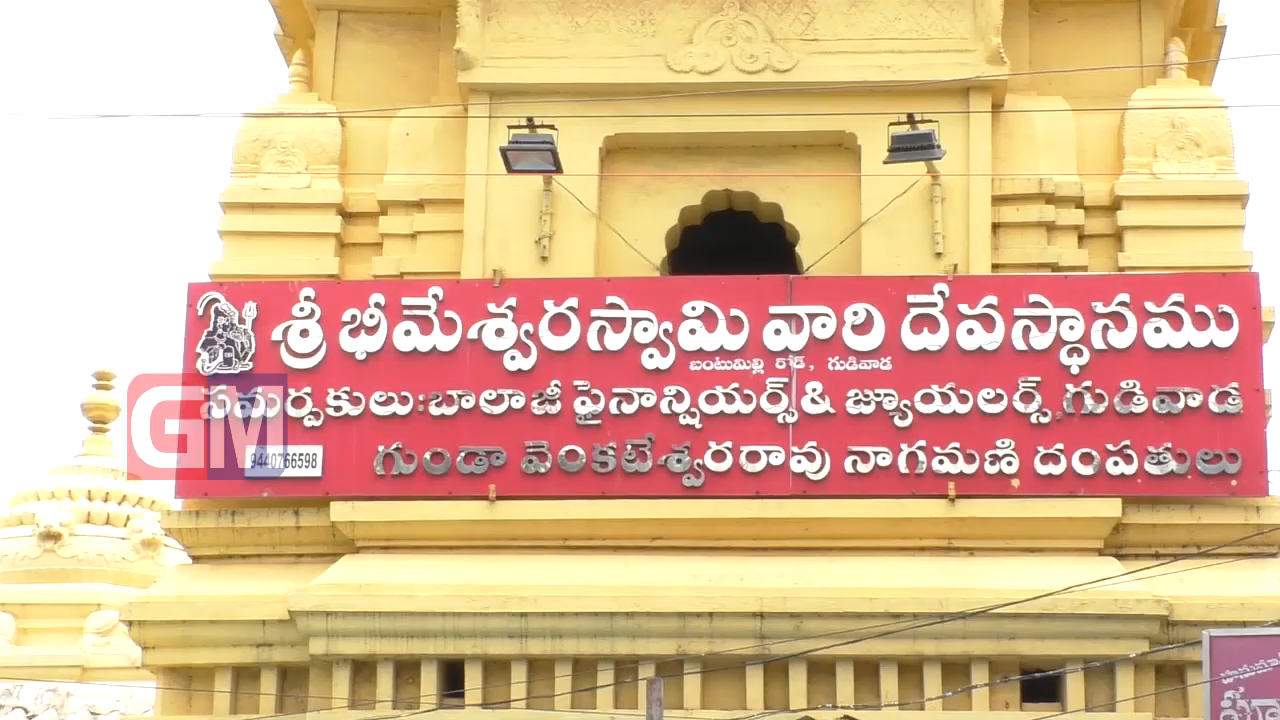 శ్రీ భీమేశ్వరస్వామి వారి దేవస్థానము
బంటుమిల్లి రోడ్, గుడివాడ
సమర్పకులు:బాలాజీ ఫైనాన్షియర్స్& జ్యూయలర్స్,గుడివాడ
9440766598
గుండా వెంకటేశ్వరరావు నాగమణి దంపతులు
GM